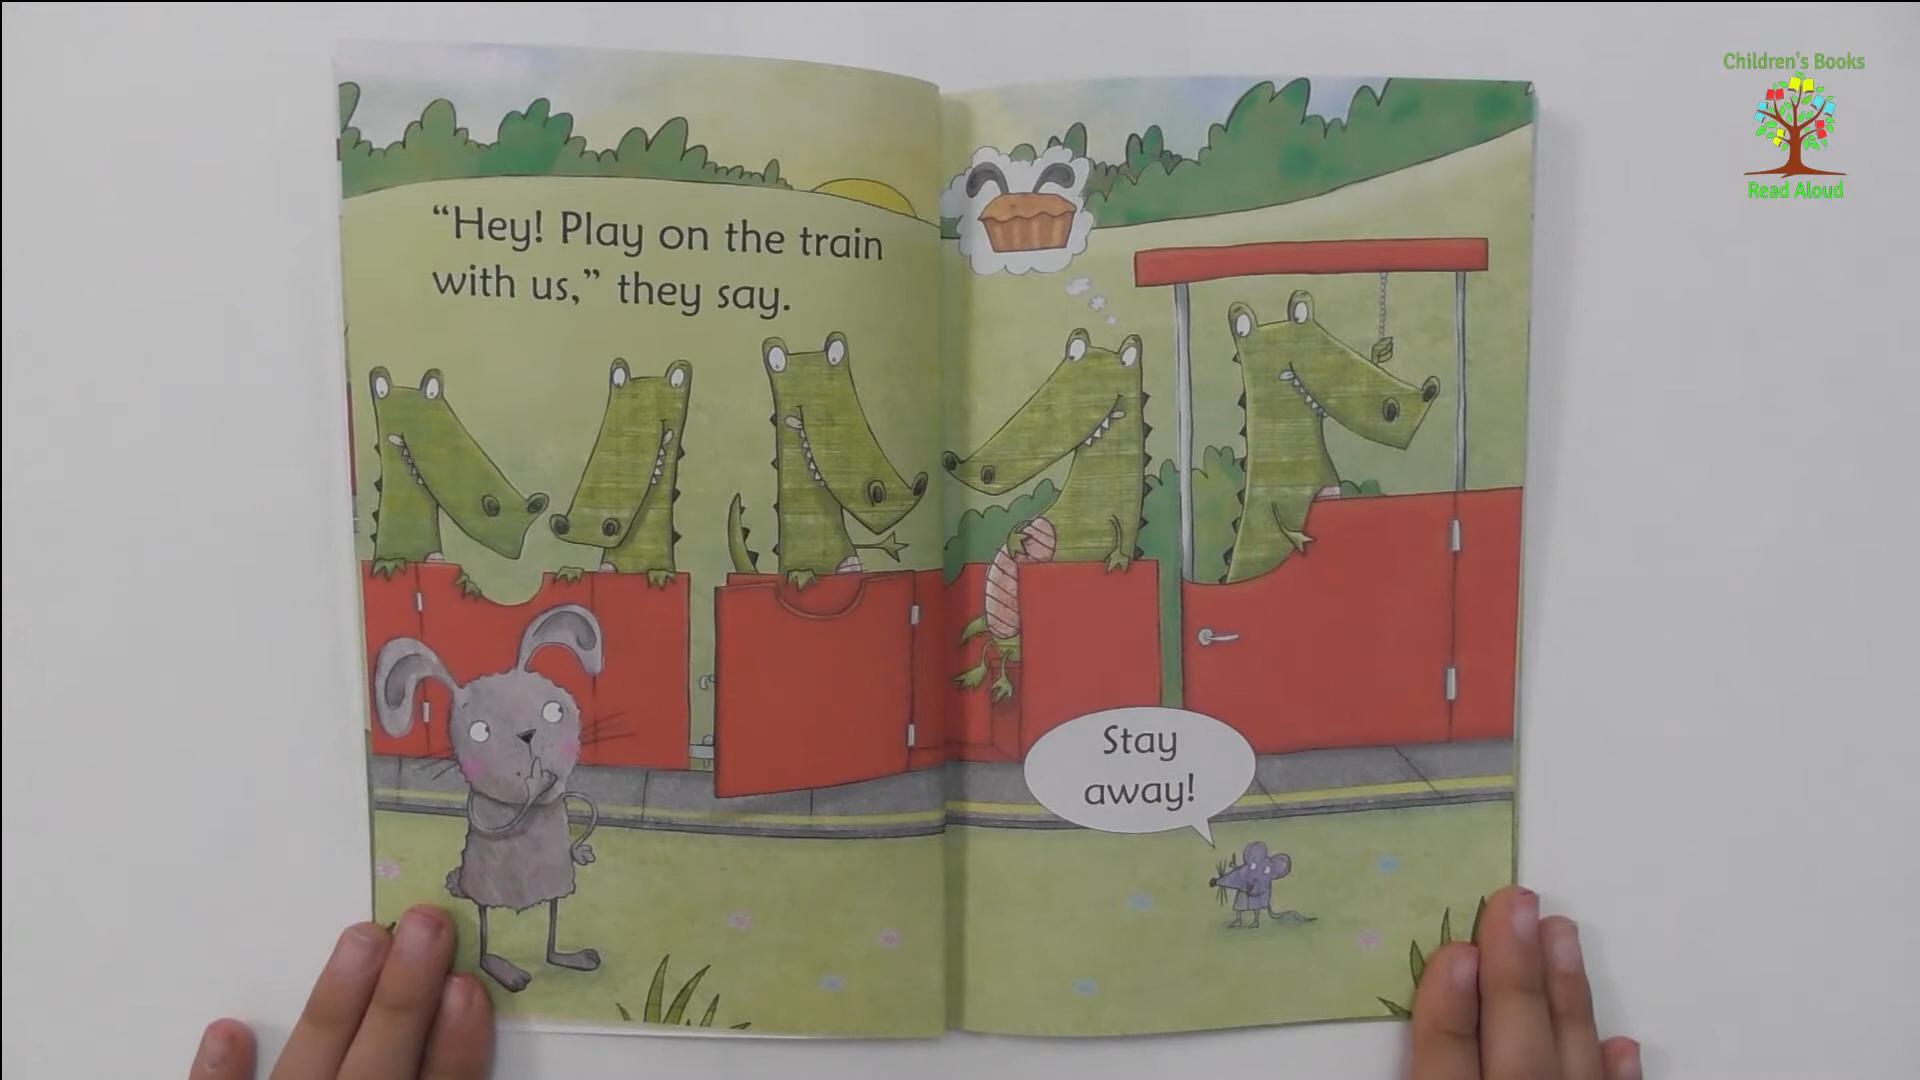 “Hey! Play on the train
with us,” they say.
Stay
away!
Children's Books
Read Aloud